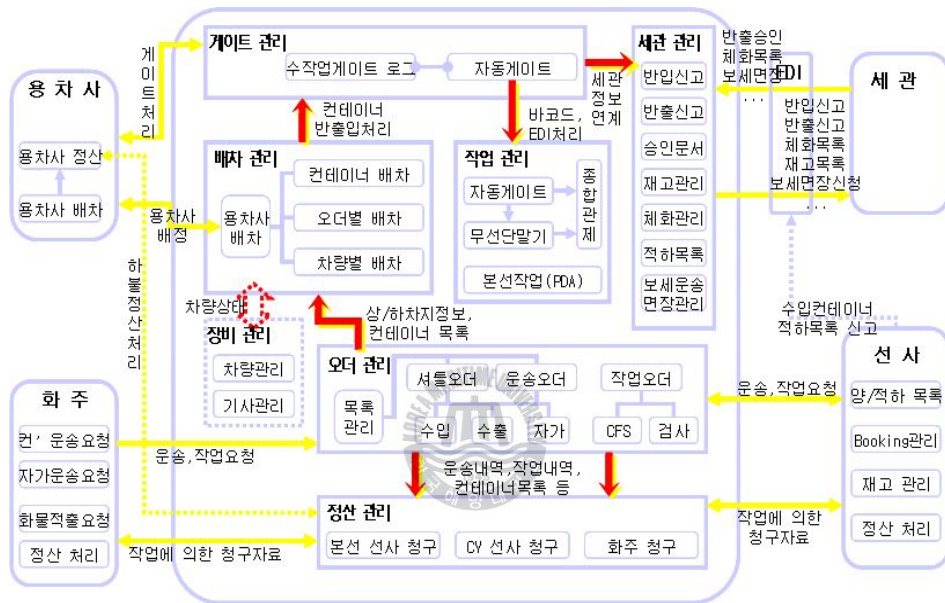 게이트 관리
수작업게이트 로그
자동게이트
세관 관리
반입신고
반출신고
승인문서
재고관리
체화관리
적하목록
보세운송
면장관리
반출승인
체화목록
보세면장
...
EDI
반입신고
반출신고
체화목록
재고목록
보세면장신청
...
세 관
게이트처리
용 차 사
용차사 정산
용차사 배차
용차사
배정
컨테이너
반출입처리
바코드,
EDI처리
세관
정보
연계
배차 관리
용차사
배차
컨테이너 배차
오더별 배차
차량별 배차
작업 관리
자동게이트
무선단말기
종합관제
본선작업(PDA)
하불정산처리
차량상태
장비 관리
차량관리
기사관리
상/하차지정보,
컨테이너 목록
수입컨테이너
적하목록 신고
오더 관리
목록
관리
셔틀오더
운송오더
작업오더
수입
수출
자가
CFS
검사
운송,작업요청
선 사
양/적하 목록
Booking관리
재고 관리
정산 처리
화 주
컨' 운송요청
자가운송요청
화물적출요청
정산 처리
운송,작업요청
운송내역,작업내역,
컨테이너목록 등
정산 관리
본선 선사 청구
CY 선사 청구
화주 청구
작업에 의한 청구자료
작업에 의한
청구자료